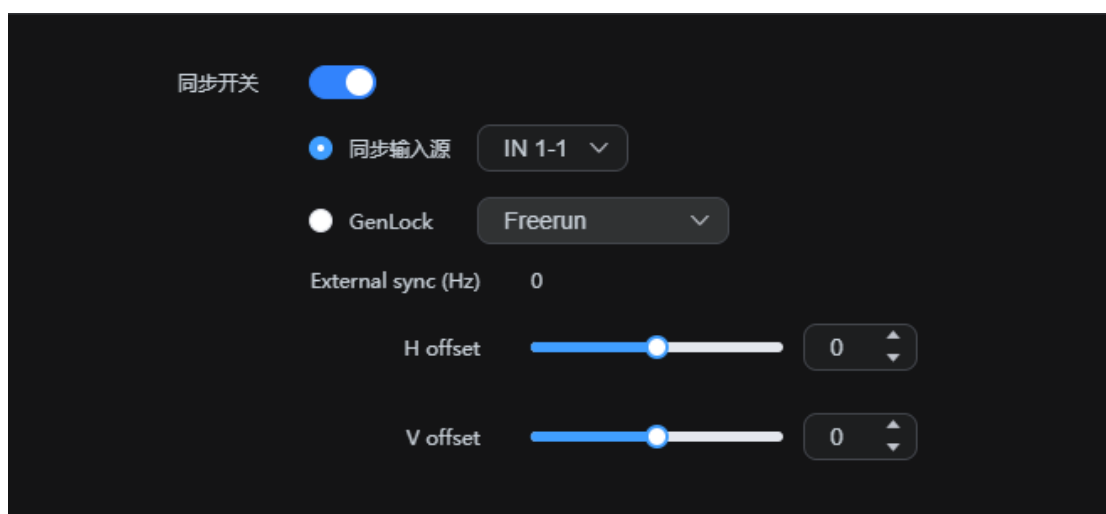 同步开关
同步输入源 IN 1-1
GenLock Freerun
External sync (Hz) 0
H offset 0
V offset 0